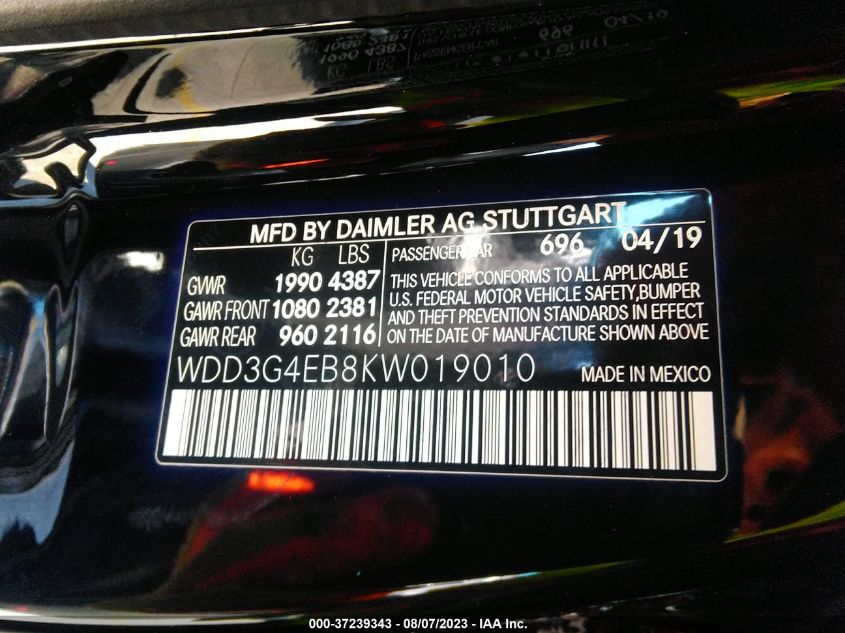 MFD BY DAIMLER AG STUTTGART
KG LBS
GVWR 1990 4387
GAWR FRONT 1080 2381
GAWR REAR 960 2116
PASSENGER CAR 696 04/19
THIS VEHICLE CONFORMS TO ALL APPLICABLE
U.S. FEDERAL MOTOR VEHICLE SAFETY,BUMPER
AND THEFT PREVENTION STANDARDS IN EFFECT
ON THE DATE OF MANUFACTURE SHOWN ABOVE
WDD3G4EB8KW019010 MADE IN MEXICO
000-37239343 - 08/07/2023 - IAA Inc.